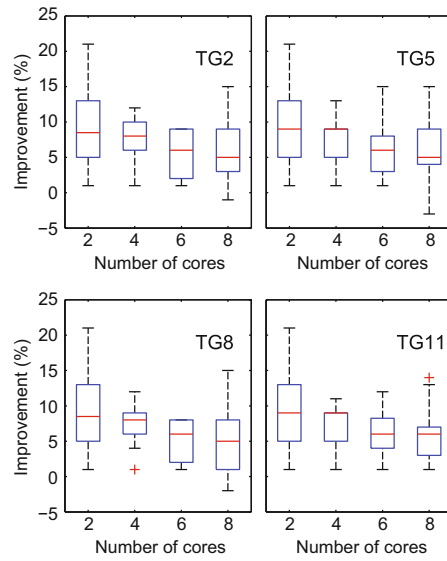 25
20
15
10
5
0
−5
Improvement (%)
TG2
2 4 6 8
Number of cores
TG5
2 4 6 8
Number of cores
25
20
15
10
5
0
−5
Improvement (%)
TG8
2 4 6 8
Number of cores
TG11
2 4 6 8
Number of cores